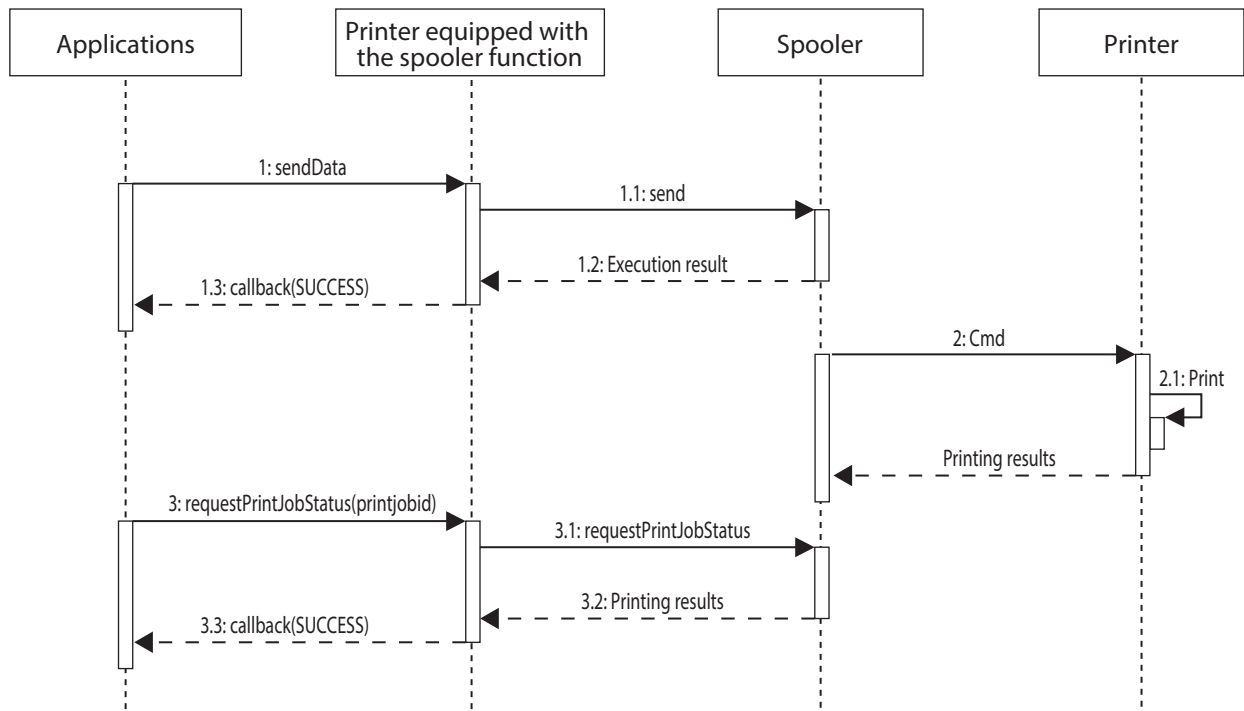 Applications
Printer equipped with
the spooler function
Spooler
Printer
1: sendData
1.1: send
1.2: Execution result
1.3: callback(SUCCESS)
2: Cmd
2.1: Print
Printing results
3: requestPrintJobStatus(printjobid)
3.1: requestPrintJobStatus
3.2: Printing results
3.3: callback(SUCCESS)